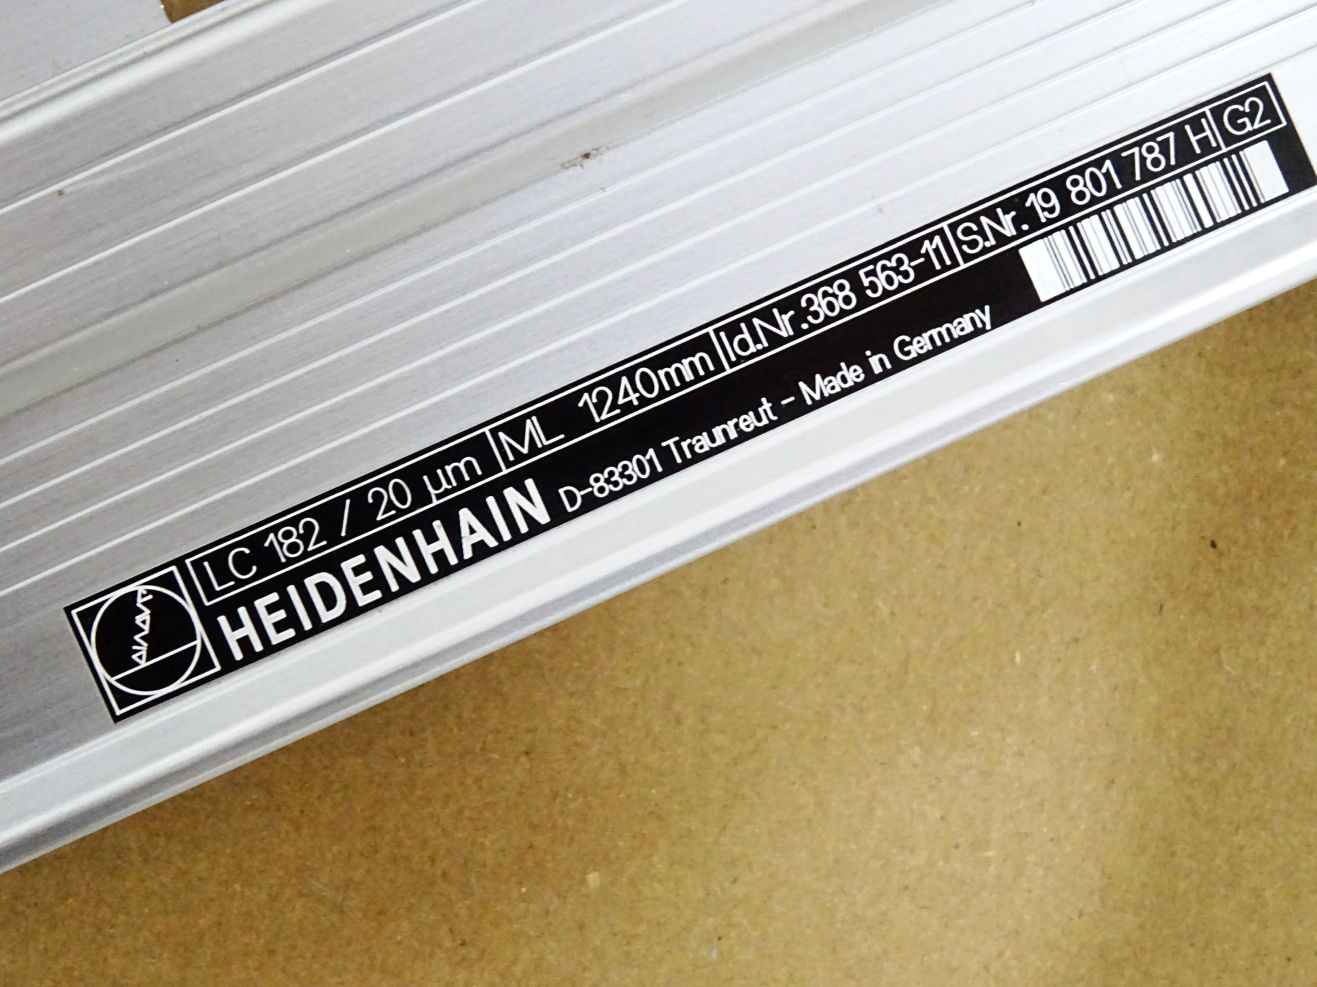 LC 182 / 20 µm ML 1240mm Id.Nr.368 563-11 S.Nr. 19 801 787 H G2
HEIDENHAIN D-83301 Traunreut - Made in Germany